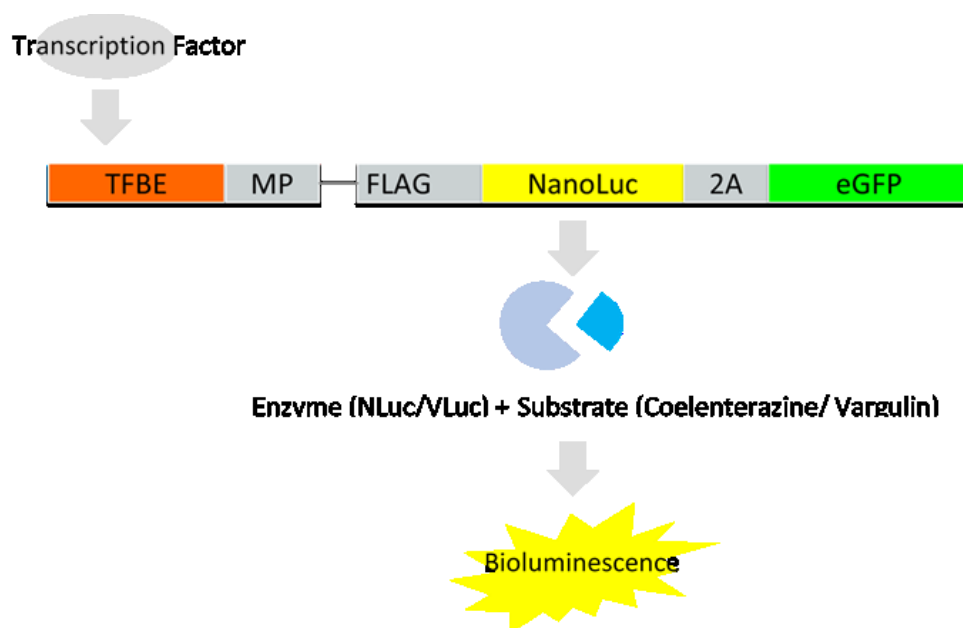 Transcription Factor
TFBE MP FLAG NanoLuc 2A eGFP
Enzyme (NLuc/VLuc) + Substrate (Coelenterazine/ Vargulin)
Bioluminescence